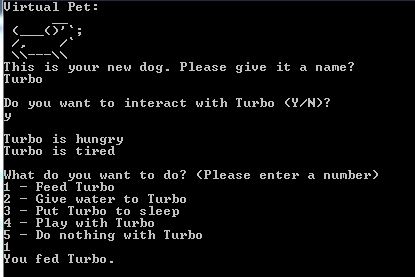 Virtual Pet:
         __
 (___()'`;
 /,    /`
 \\---\\
This is your new dog. Please give it a name?
Turbo

Do you want to interact with Turbo (Y/N)?
y

Turbo is hungry
Turbo is tired

What do you want to do? (Please enter a number)
1 - Feed Turbo
2 - Give water to Turbo
3 - Put Turbo to sleep
4 - Play with Turbo
5 - Do nothing with Turbo
1
You fed Turbo.